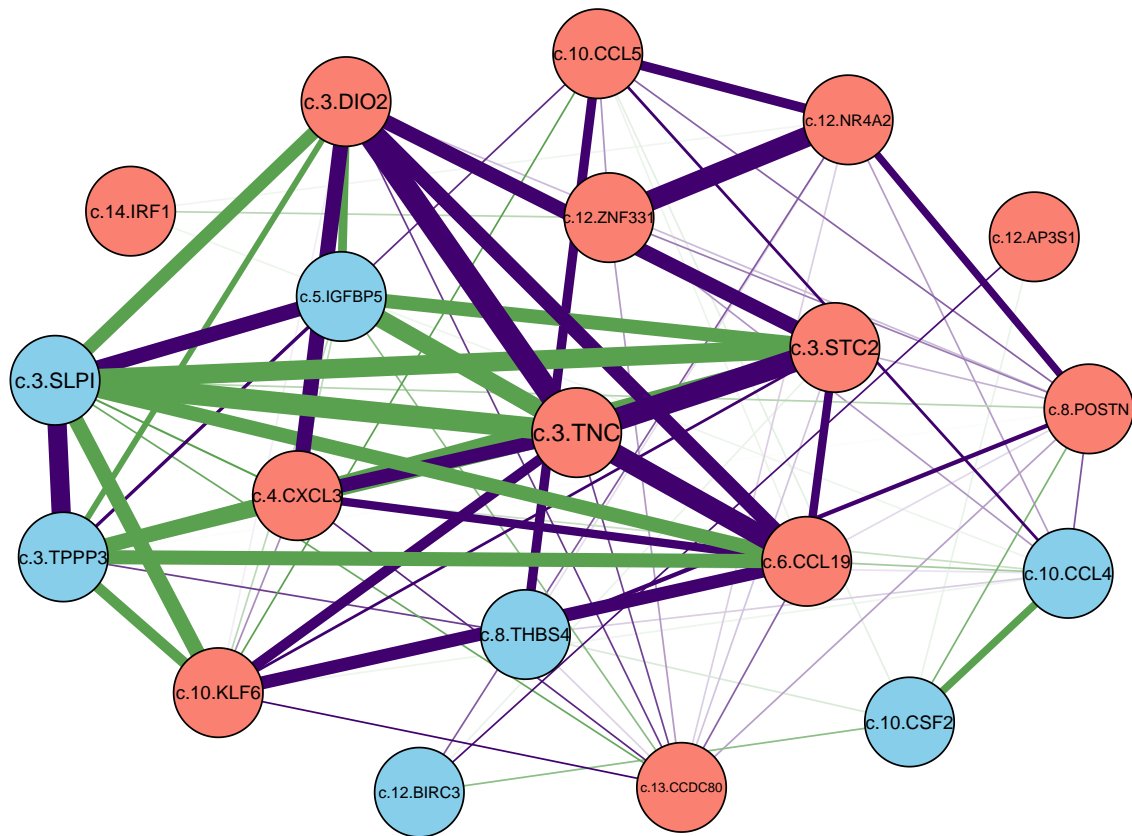 c.10.CCL5
c.3.DIO2
c.12.NR4A2
c.14.IRF1
c.12.ZNF331
c.12.AP3S1
c.5.IGFBP5
c.3.STC2
c.3.SLPI
c.8.POSTN
c.3.TNC
c.4.CXCL3
c.3.TPPP3
c.6.CCL19
c.10.CCL4
c.8.THBS4
c.10.KLF6
c.10.CSF2
c.13.CCDC80
c.12.BIRC3